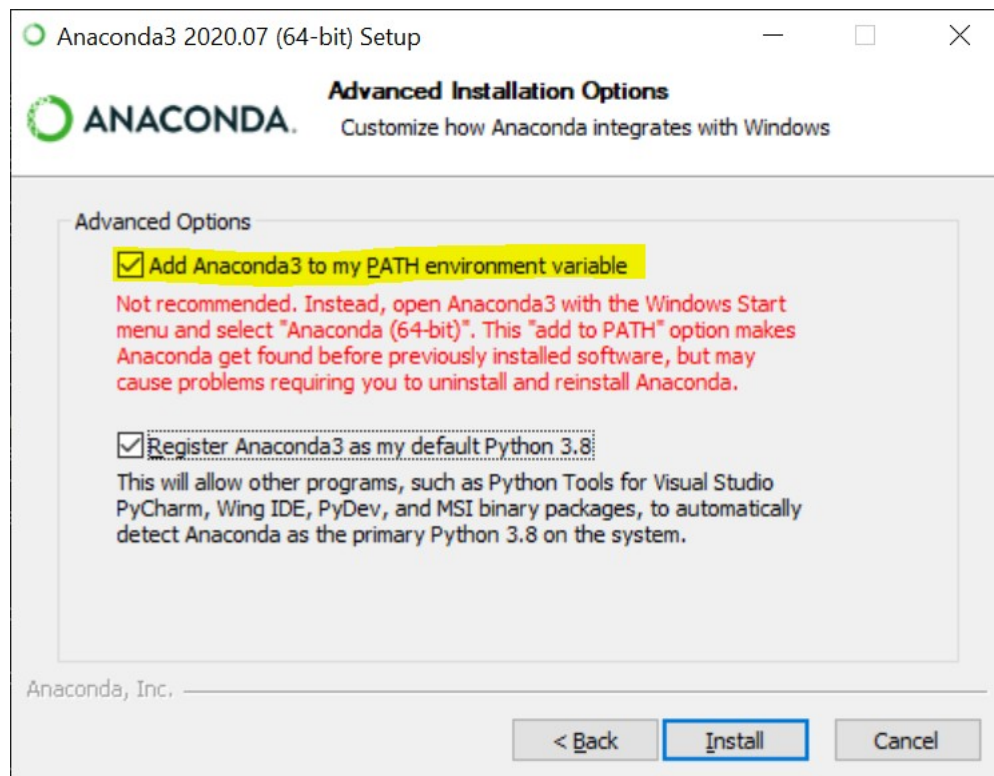 Anaconda3 2020.07 (64-bit) Setup
Advanced Installation Options
ANACONDA.
Customize how Anaconda integrates with Windows
Advanced Options
Add Anaconda3 to my PATH environment variable
Not recommended. Instead, open Anaconda3 with the Windows Start
menu and select "Anaconda (64-bit)". This "add to PATH" option makes
Anaconda get found before previously installed software, but may
cause problems requiring you to uninstall and reinstall Anaconda.
Register Anaconda3 as my default Python 3.8
This will allow other programs, such as Python Tools for Visual Studio
PyCharm, Wing IDE, PyDev, and MSI binary packages, to automatically
detect Anaconda as the primary Python 3.8 on the system.
Anaconda, Inc.
< Back
Install
Cancel